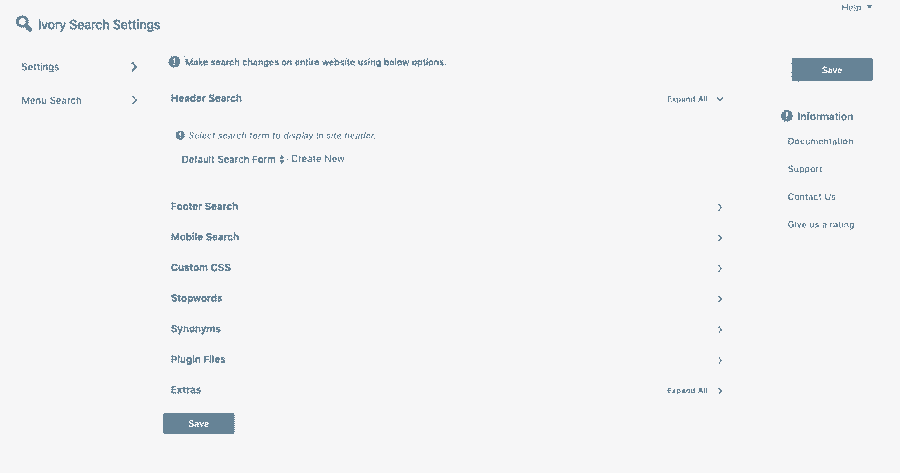 Help
Ivory Search Settings
Settings
Menu Search
Make search changes on entire website using below options.
Header Search
Expand All
Select search form to display in site header.
Default Search Form Create New
Footer Search
Mobile Search
Custom CSS
Stopwords
Synonyms
Plugin Files
Extras
Expand All
Save
Save
Information
Documentation
Support
Contact Us
Give us a rating